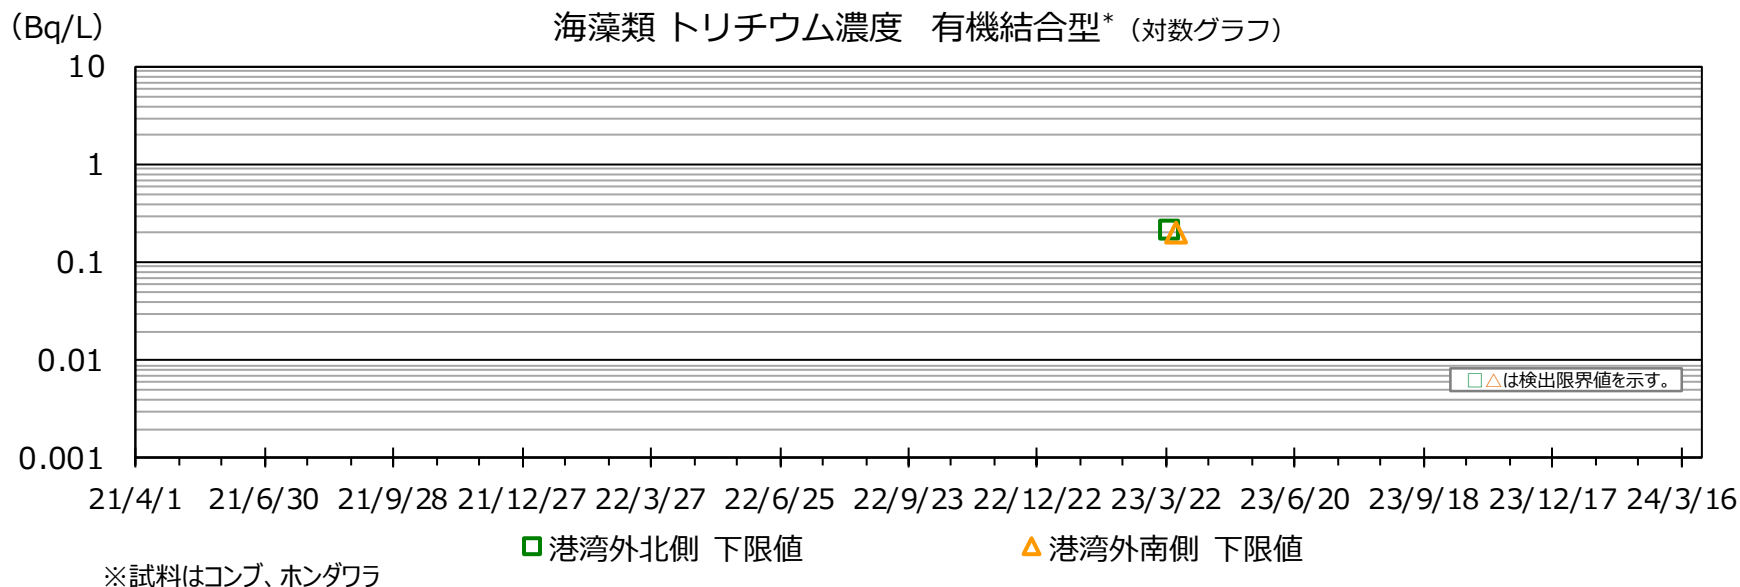 (Bq/L)
海藻類 トリチウム濃度 有機結合型* (対数グラフ)
10
1
0.1
0.01
0.001
□△は検出限界値を示す。
21/4/1 21/6/30 21/9/28 21/12/27 22/3/27 22/6/25 22/9/23 22/12/22 23/3/22 23/6/20 23/9/18 23/12/17 24/3/16
港湾外北側 下限値 港湾外南側 下限値
※試料はコンブ、ホンダワラ